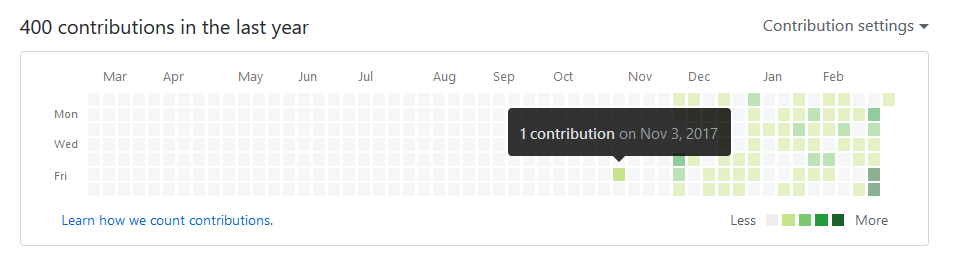 400 contributions in the last year
Contribution settings
Mar Apr May Jun Jul Aug Sep Oct Nov Dec Jan Feb
Mon
1 contribution on Nov 3, 2017
Wed
Fri
Learn how we count contributions.
Less More